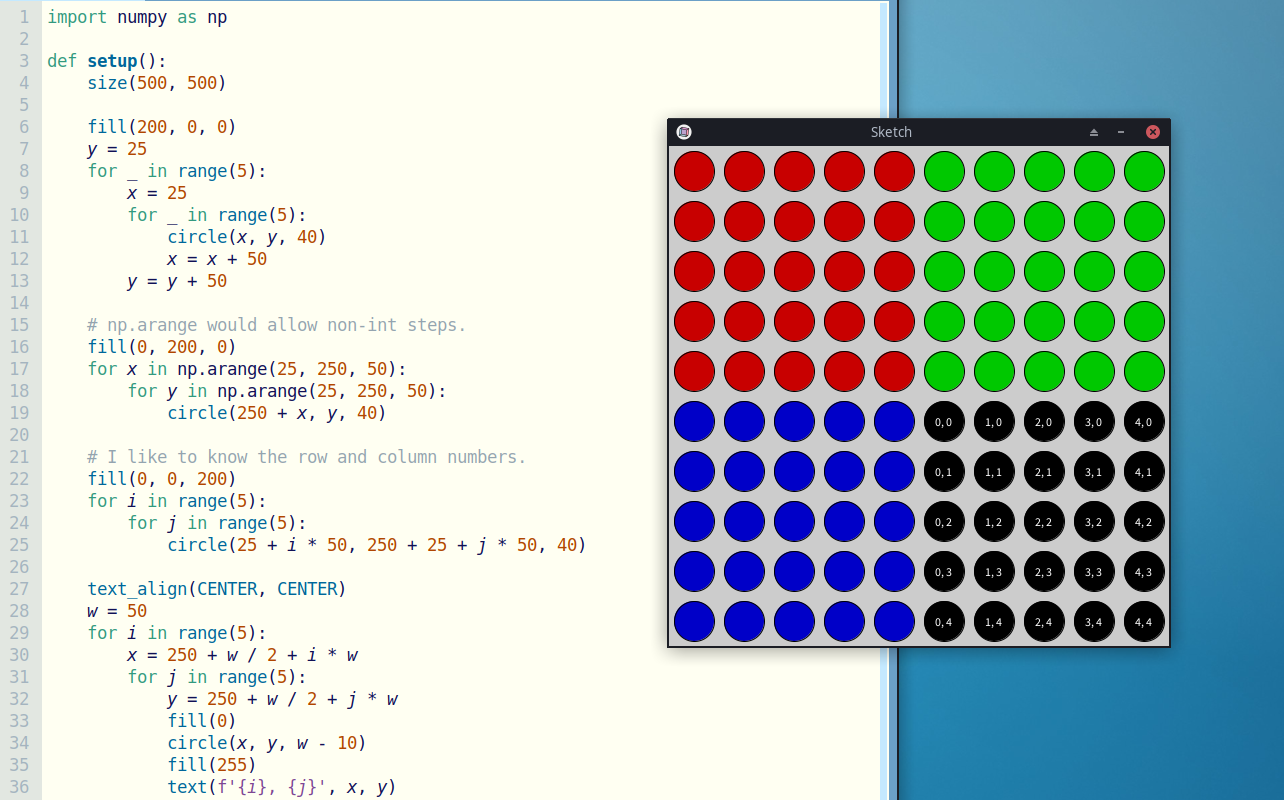 1 import numpy as np
2
3 def setup():
4     size(500, 500)
5
6     fill(200, 0, 0)
7     y = 25
8     for _ in range(5):
9         x = 25
10         for _ in range(5):
11             circle(x, y, 40)
12             x = x + 50
13         y = y + 50
14
15     # np.arange would allow non-int steps.
16     fill(0, 200, 0)
17     for x in np.arange(25, 250, 50):
18         for y in np.arange(25, 250, 50):
19             circle(250 + x, y, 40)
20
21     # I like to know the row and column numbers.
22     fill(0, 0, 200)
23     for i in range(5):
24         for j in range(5):
25             circle(25 + i * 50, 250 + 25 + j * 50, 40)
26
27     text_align(CENTER, CENTER)
28     w = 50
29     for i in range(5):
30         x = 250 + w / 2 + i * w
31         for j in range(5):
32             y = 250 + w / 2 + j * w
33             fill(0)
34             circle(x, y, w - 10)
35             fill(255)
36             text(f'{i}, {j}', x, y)
Sketch
0, 0 1, 0 2, 0 3, 0 4, 0
0, 1 1, 1 2, 1 3, 1 4, 1
0, 2 1, 2 2, 2 3, 2 4, 2
0, 3 1, 3 2, 3 3, 3 4, 3
0, 4 1, 4 2, 4 3, 4 4, 4